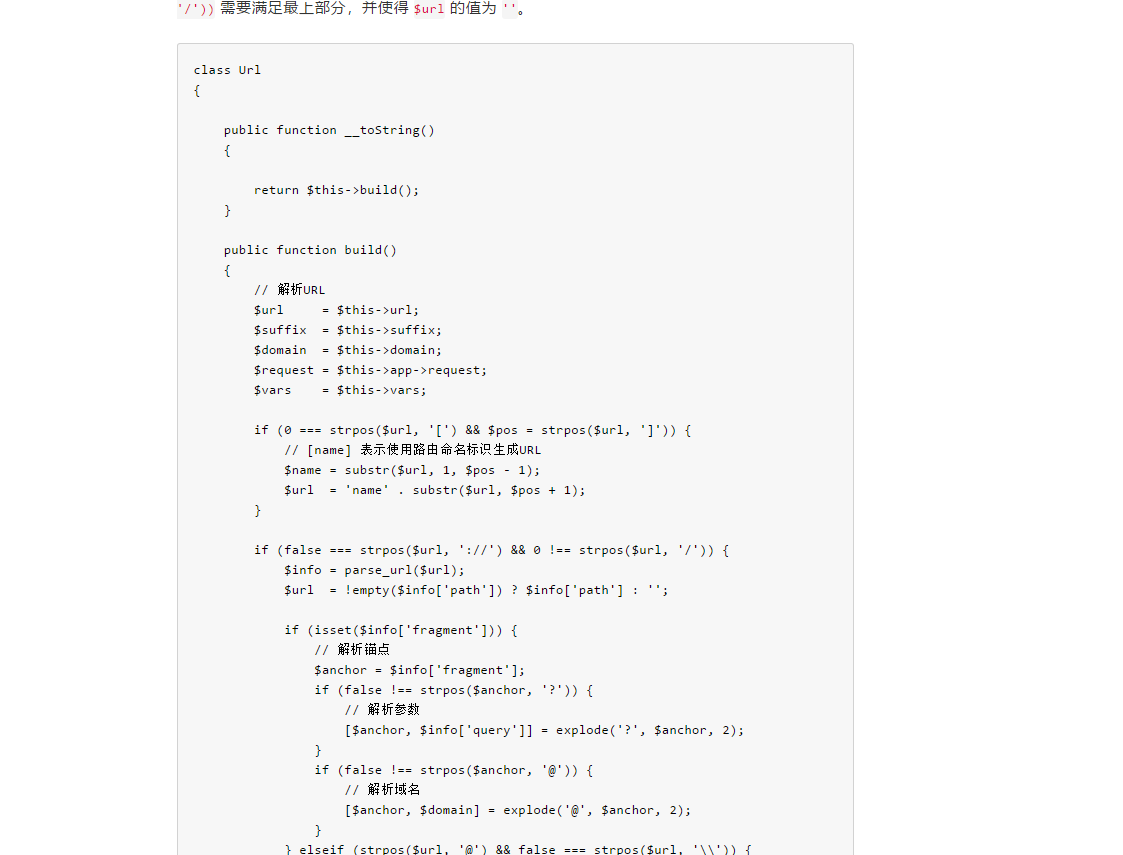 '/')) 需要满足最上部分，并使得 $url 的值为 ''。
class Url
{
    public function __toString()
    {
        return $this->build();
    }
    public function build()
    {
        // 解析URL
        $url     = $this->url;
        $suffix  = $this->suffix;
        $domain  = $this->domain;
        $request = $this->app->request;
        $vars    = $this->vars;
        if (0 === strpos($url, '[') && $pos = strpos($url, ']')) {
            // [name] 表示使用路由命名标识生成URL
            $name = substr($url, 1, $pos - 1);
            $url  = 'name' . substr($url, $pos + 1);
        }
        if (false === strpos($url, '://') && 0 !== strpos($url, '/')) {
            $info = parse_url($url);
            $url  = !empty($info['path']) ? $info['path'] : '';
            if (isset($info['fragment'])) {
                // 解析锚点
                $anchor = $info['fragment'];
                if (false !== strpos($anchor, '?')) {
                    // 解析参数
                    [$anchor, $info['query']] = explode('?', $anchor, 2);
                }
                if (false !== strpos($anchor, '@')) {
                    // 解析域名
                    [$anchor, $domain] = explode('@', $anchor, 2);
                }
            } elseif (strpos($url, '@') && false === strpos($url, '\\')) {